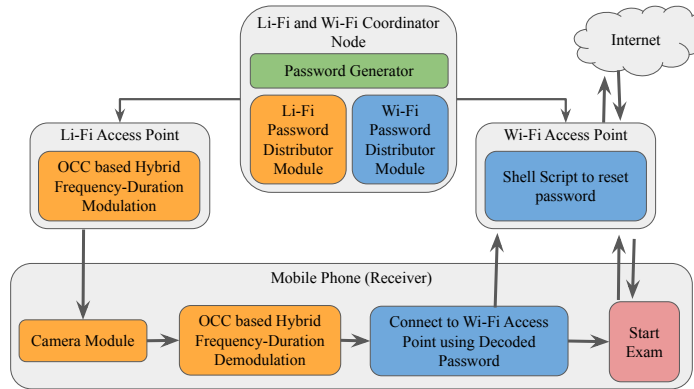 Li-Fi and Wi-Fi Coordinator
Node
Password Generator
Li-Fi
Password
Distributor
Module
Wi-Fi
Password
Distributor
Module
Internet
Li-Fi Access Point
OCC based Hybrid
Frequency-Duration
Modulation
Wi-Fi Access Point
Shell Script to reset
password
Mobile Phone (Receiver)
Camera Module
OCC based Hybrid
Frequency-Duration
Demodulation
Connect to Wi-Fi Access
Point using Decoded
Password
Start
Exam